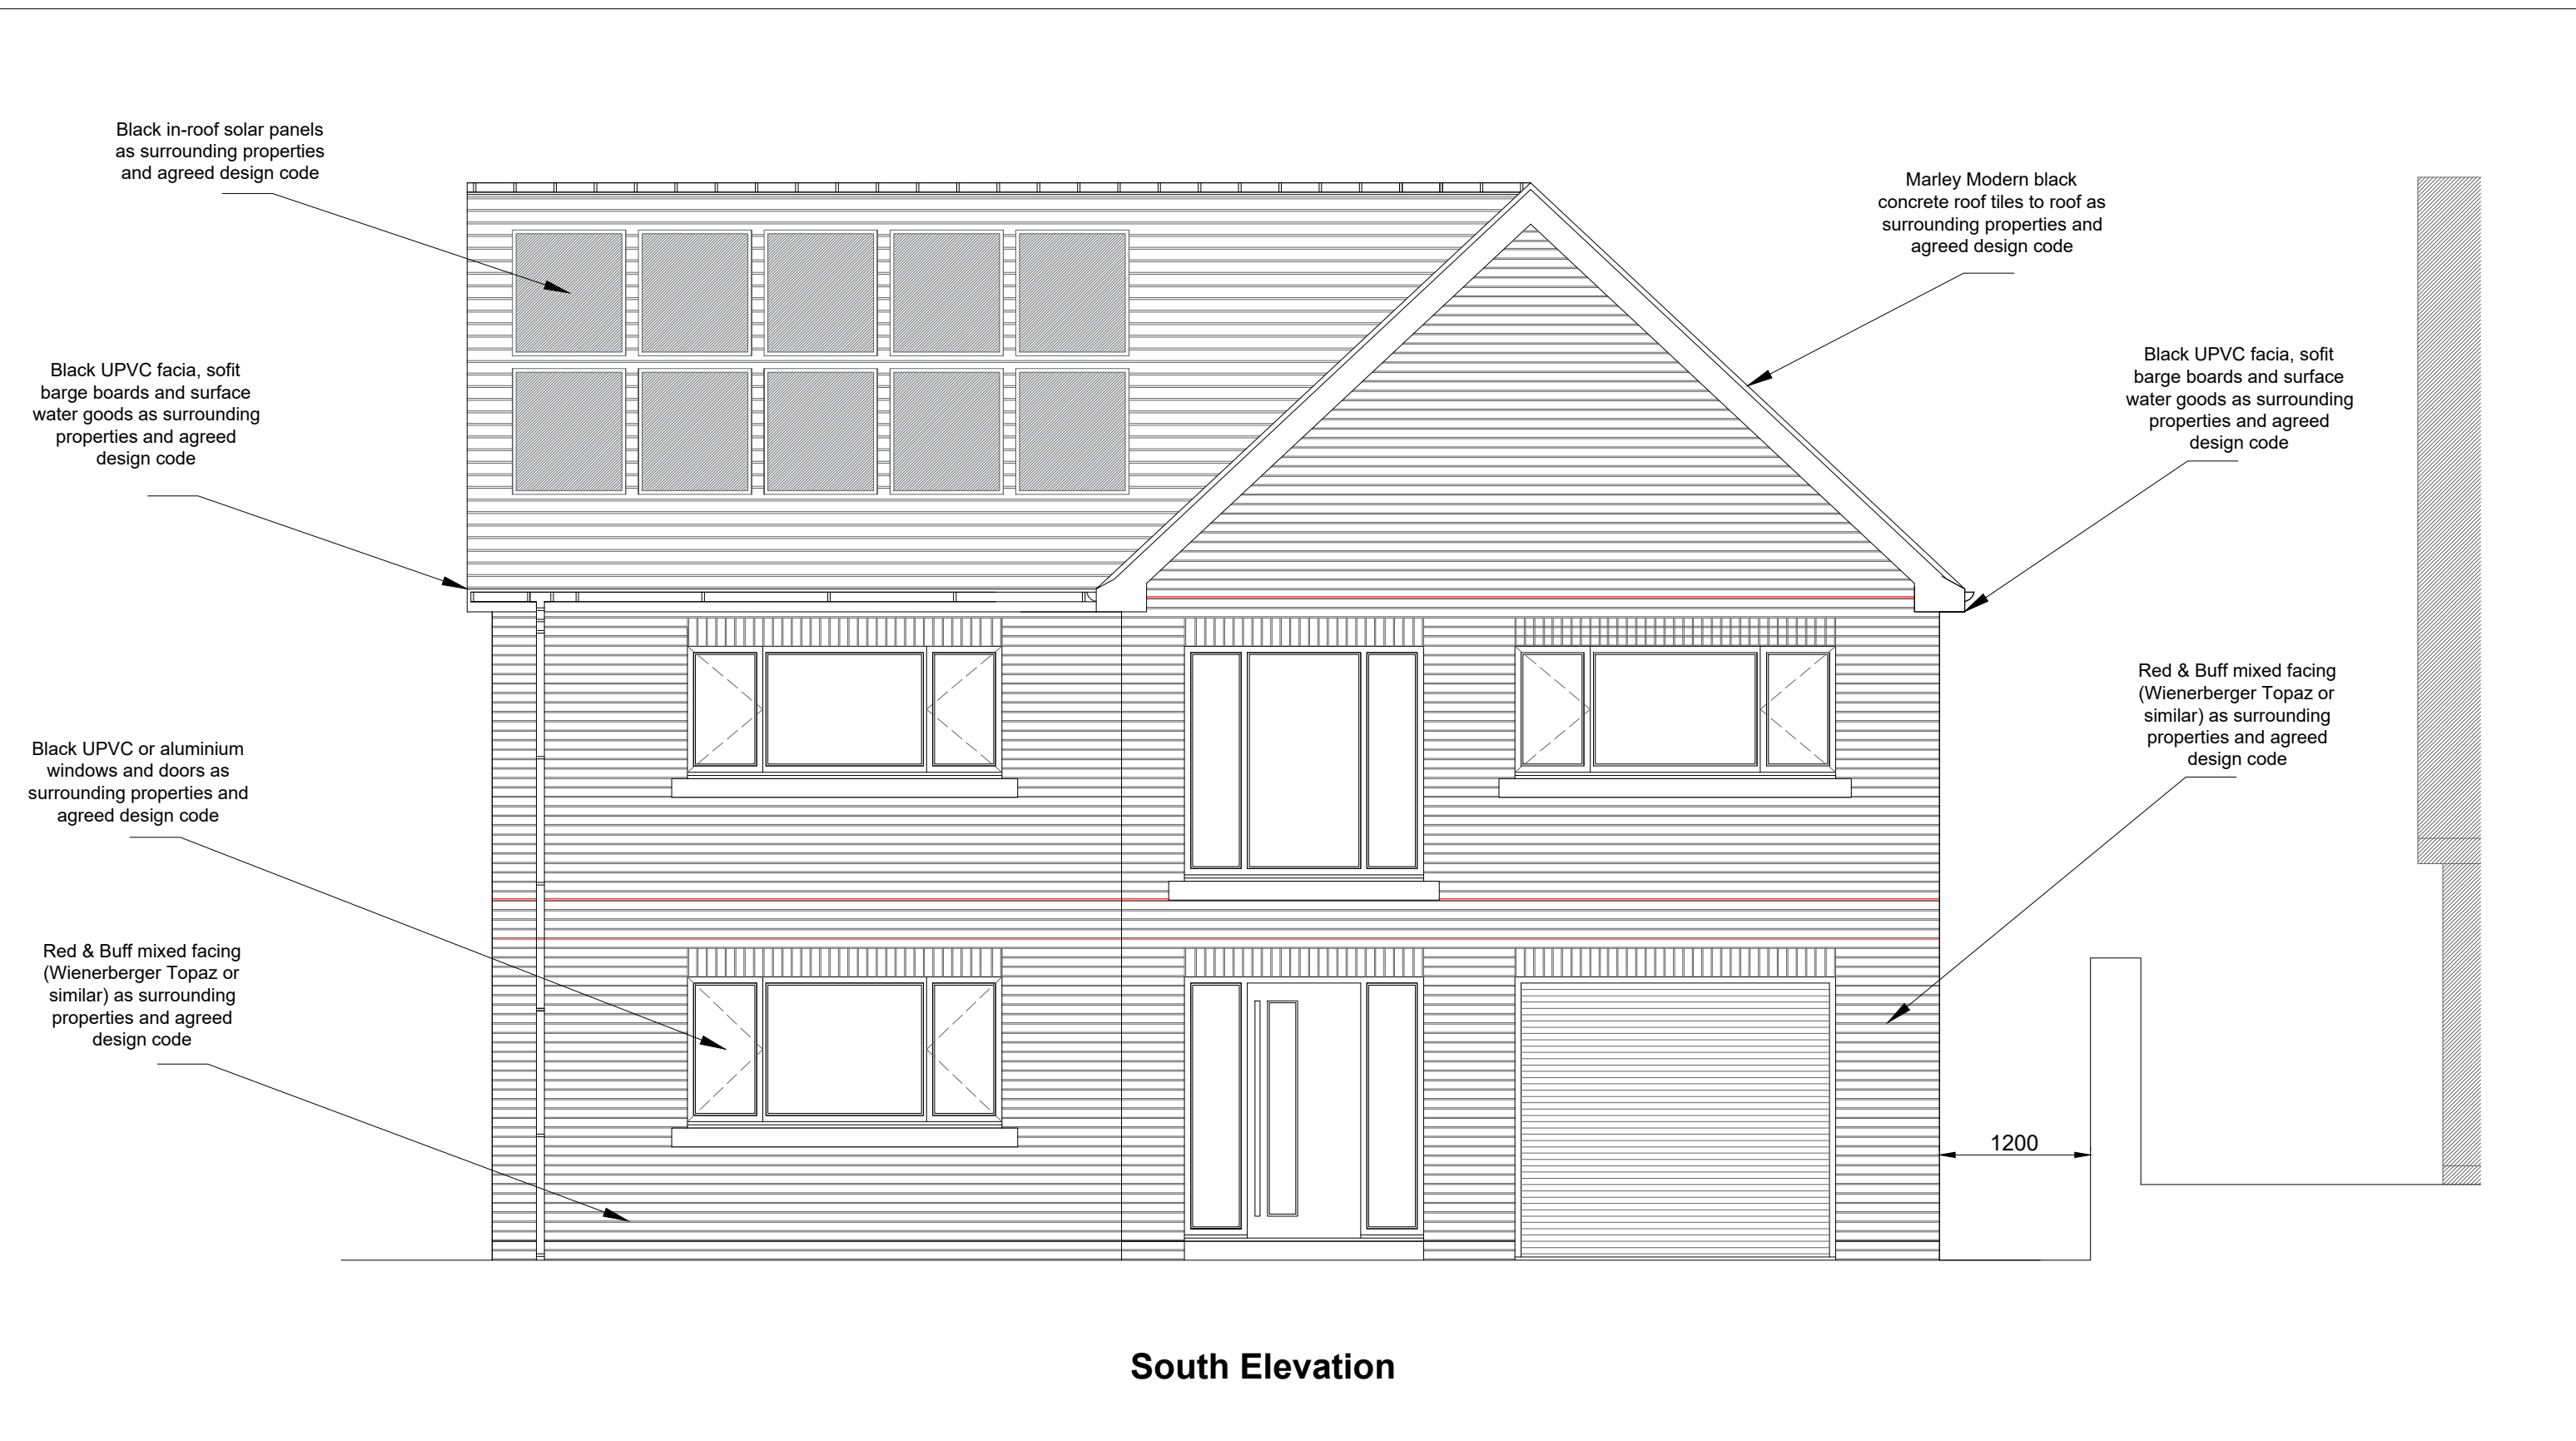 Black in-roof solar panels
as surrounding properties
and agreed design code
Marley Modern black
concrete roof tiles to roof as
surrounding properties and
agreed design code
Black UPVC facia, sofit
barge boards and surface
water goods as surrounding
properties and agreed
design code
Black UPVC facia, sofit
barge boards and surface
water goods as surrounding
properties and agreed
design code
Red & Buff mixed facing
(Wienerberger Topaz or
similar) as surrounding
properties and agreed
design code
Black UPVC or aluminium
windows and doors as
surrounding properties and
agreed design code
Red & Buff mixed facing
(Wienerberger Topaz or
similar) as surrounding
properties and agreed
design code
1200
South Elevation